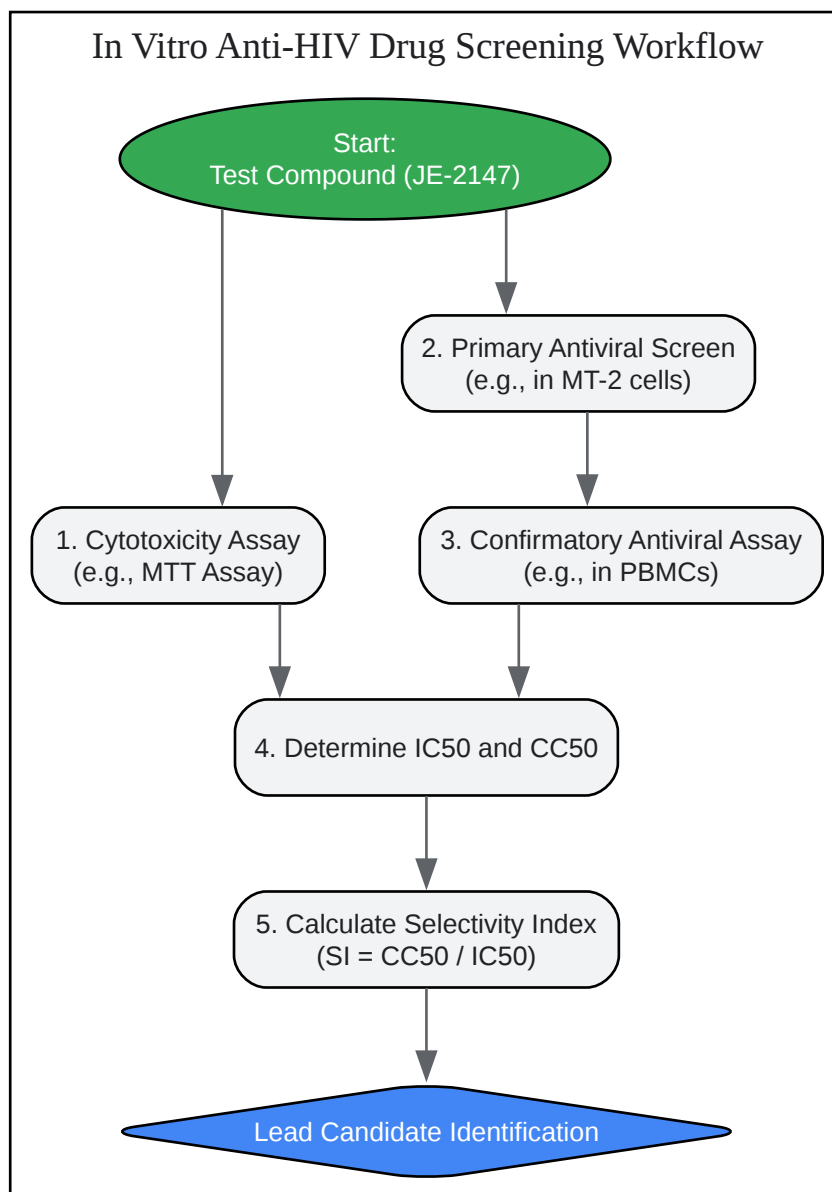 In Vitro Anti-HIV Drug Screening Workflow
Start:
Test Compound (JE-2147)
2. Primary Antiviral Screen
(e.g., in MT-2 cells)
1. Cytotoxicity Assay
(e.g., MTT Assay)
3. Confirmatory Antiviral Assay
(e.g., in PBMCs)
4. Determine IC50 and CC50
5. Calculate Selectivity Index
(SI = CC50 / IC50)
Lead Candidate Identification